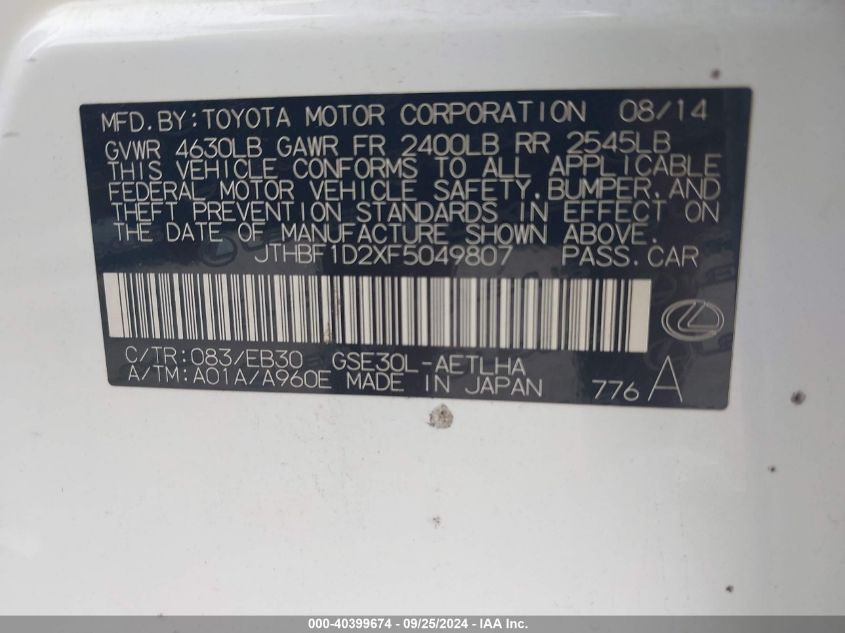 MFD.BY:TOYOTA MOTOR CORPORATION 08/14
GVWR 4630LB GAWR FR 2400LB RR 2545LB
THIS VEHICLE CONFORMS TO ALL APPLICABLE
FEDERAL MOTOR VEHICLE SAFETY,BUMPER,AND
THEFT PREVENTION STANDARDS IN EFFECT ON
THE DATE OF MANUFACTURE SHOWN ABOVE.
JTHBF1D2XF5049807 PASS.CAR
C/TR:083/EB30 GSE30L-AETLHA
A/TM:A01A/A960E MADE IN JAPAN 776 A
000-40399674 - 09/25/2024 - IAA Inc.